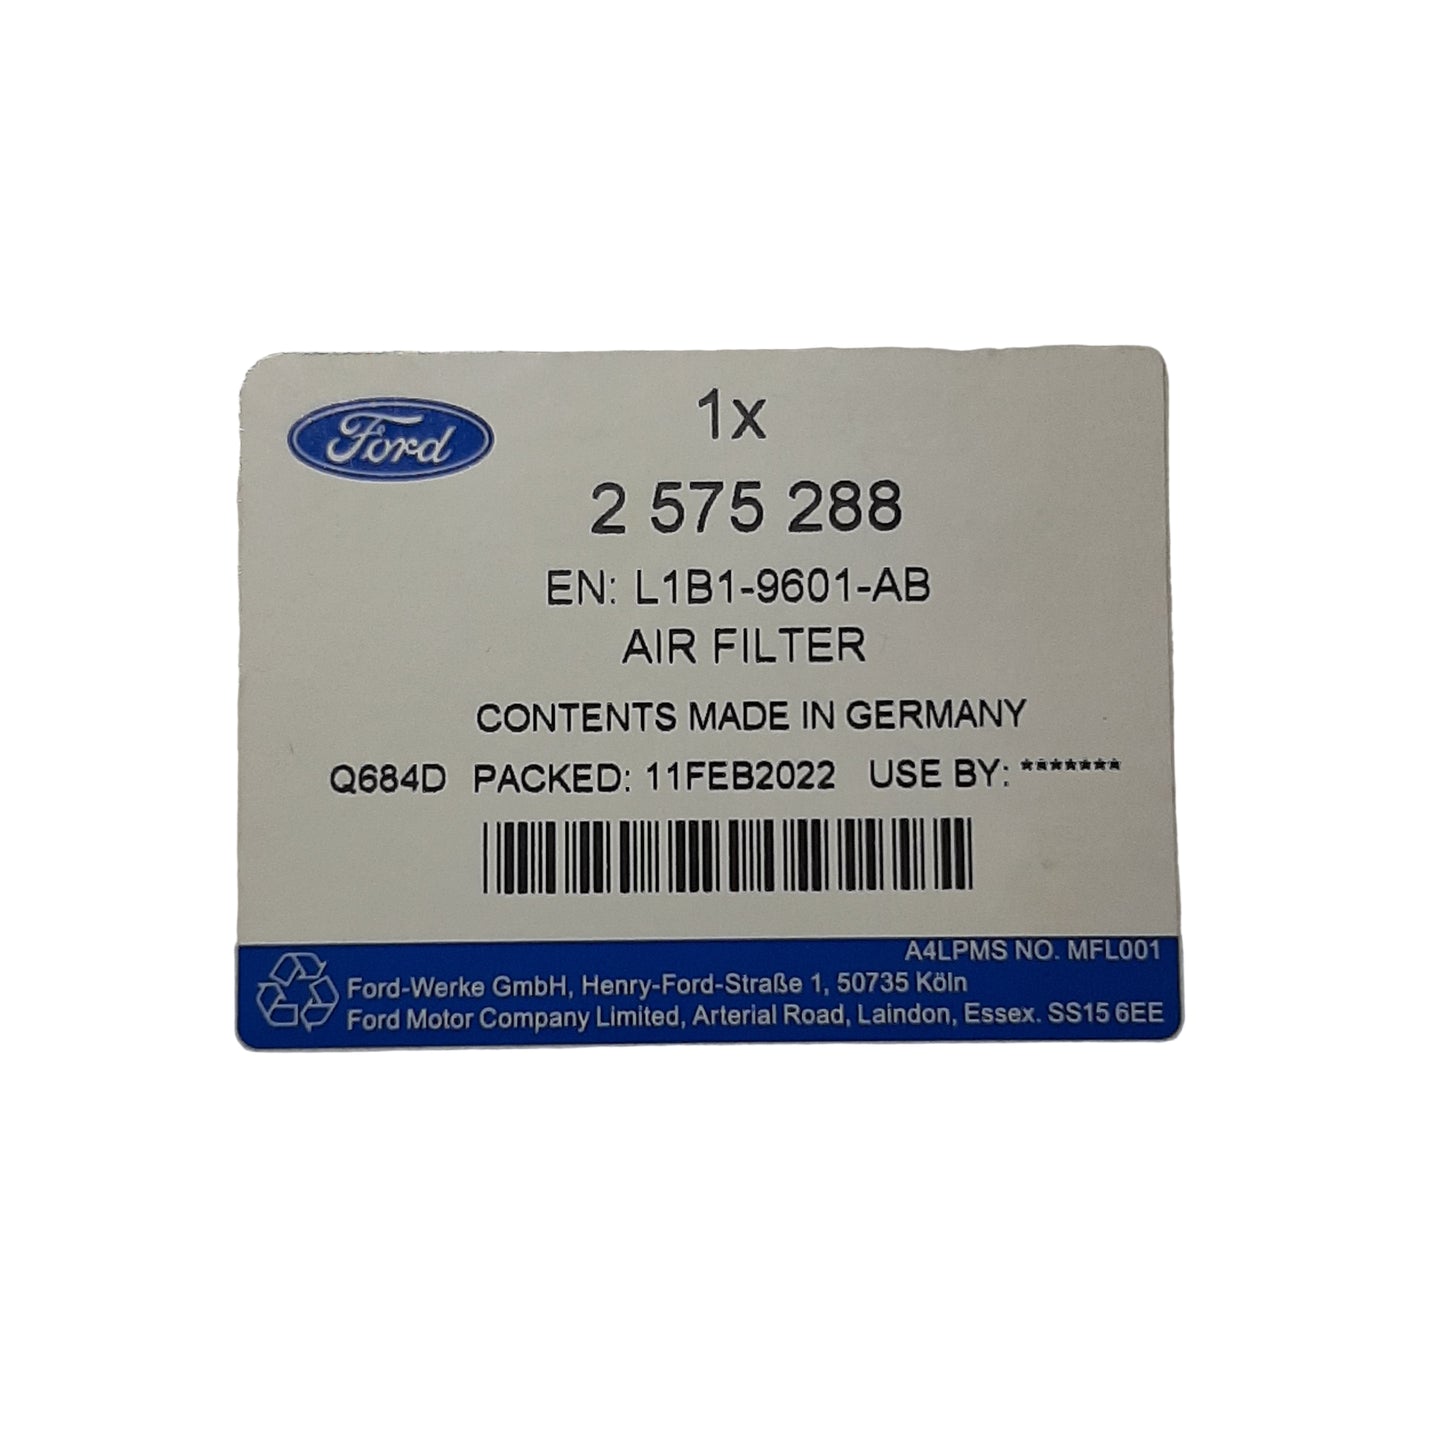 Ford
1x
2 575 288
EN: L1B1-9601-AB
AIR FILTER
CONTENTS MADE IN GERMANY
Q684D PACKED: 11FEB2022 USE BY: *******
A4LPMS NO. MFL001
Ford-Werke GmbH, Henry-Ford-Straße 1, 50735 Köln
Ford Motor Company Limited, Arterial Road, Laindon, Essex. SS15 6EE